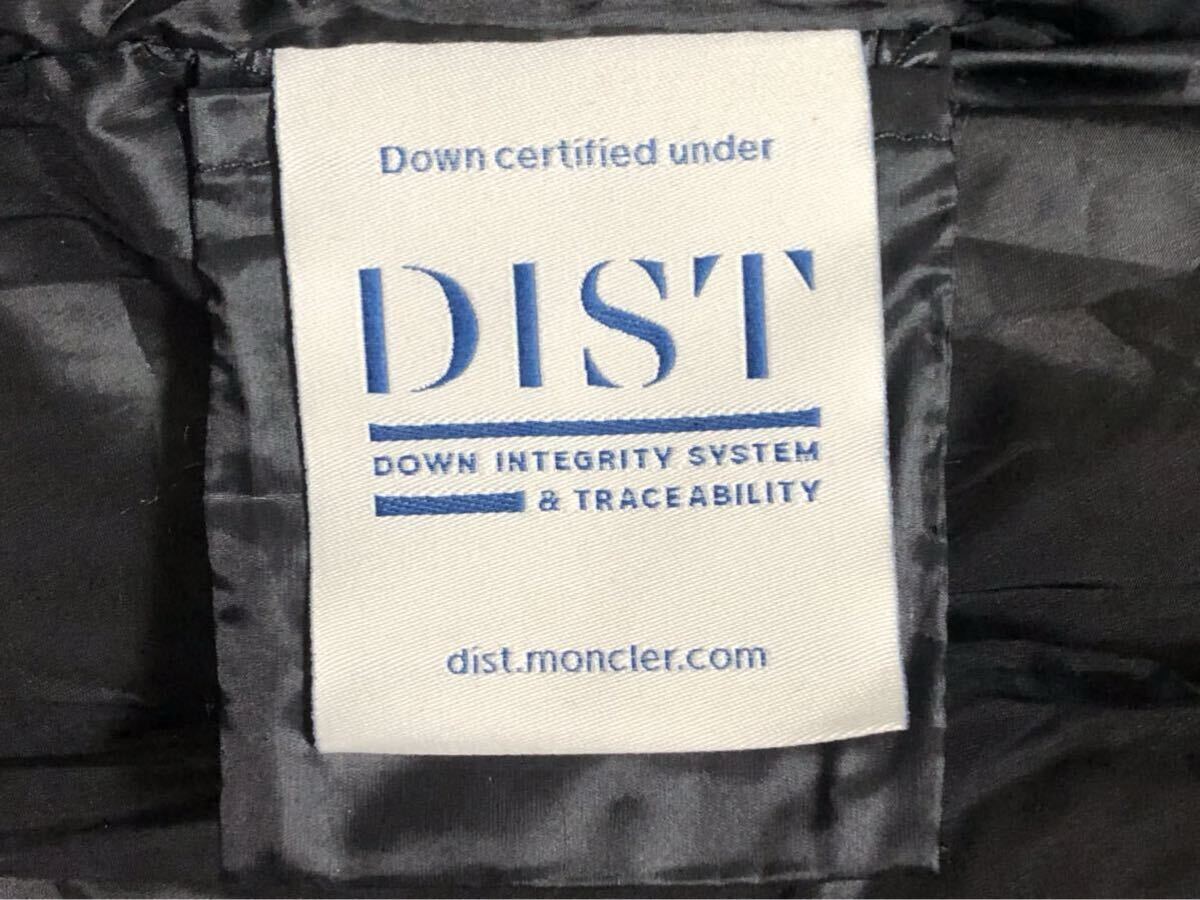 Down certified under
DIST
DOWN INTEGRITY SYSTEM
& TRACEABILITY
dist.moncler.com